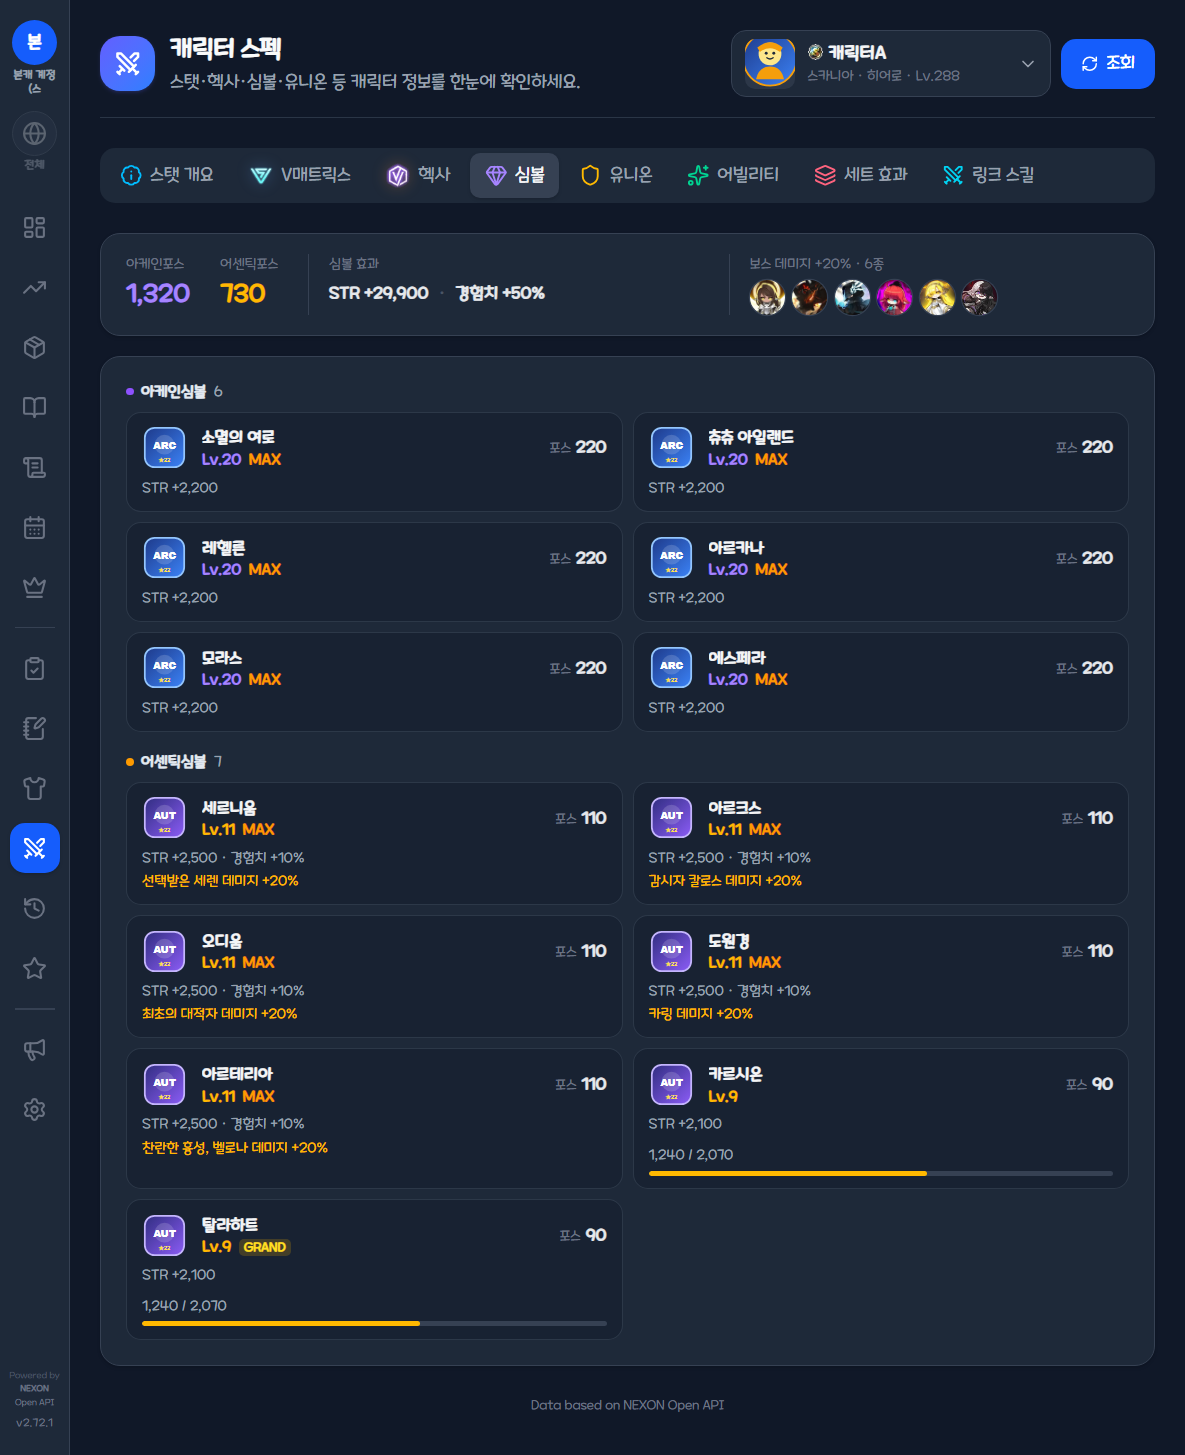 본
본캐 계정
(스
전체
Powered by
NEXON
Open API
v2.72.1
캐릭터 스펙
스탯·헥사·심볼·유니온 등 캐릭터 정보를 한눈에 확인하세요.
캐릭터A
스카니아 · 히어로 · Lv.288
조회
스탯 개요
V매트릭스
헥사
심볼
유니온
어빌리티
세트 효과
링크 스킬
아케인포스
1,320
어센틱포스
730
심볼 효과
STR +29,900 · 경험치 +50%
보스 데미지 +20% · 6종
아케인심볼 6
ARC
★22
소멸의 여로
Lv.20 MAX
포스 220
STR +2,200
ARC
★22
츄츄 아일랜드
Lv.20 MAX
포스 220
STR +2,200
ARC
★22
레헬른
Lv.20 MAX
포스 220
STR +2,200
ARC
★22
아르카나
Lv.20 MAX
포스 220
STR +2,200
ARC
★22
모라스
Lv.20 MAX
포스 220
STR +2,200
ARC
★22
에스페라
Lv.20 MAX
포스 220
STR +2,200
어센틱심볼 7
AUT
★22
세르니움
Lv.11 MAX
포스 110
STR +2,500 · 경험치 +10%
선택받은 세렌 데미지 +20%
AUT
★22
아르크스
Lv.11 MAX
포스 110
STR +2,500 · 경험치 +10%
감시자 칼로스 데미지 +20%
AUT
★22
오디움
Lv.11 MAX
포스 110
STR +2,500 · 경험치 +10%
최초의 대적자 데미지 +20%
AUT
★22
도원경
Lv.11 MAX
포스 110
STR +2,500 · 경험치 +10%
카링 데미지 +20%
AUT
★22
아르테리아
Lv.11 MAX
포스 110
STR +2,500 · 경험치 +10%
찬란한 흉성, 벨로나 데미지 +20%
AUT
★22
카르시온
Lv.9
포스 90
STR +2,100
1,240 / 2,070
AUT
★22
탈라하트
Lv.9 GRAND
포스 90
STR +2,100
1,240 / 2,070
Data based on NEXON Open API